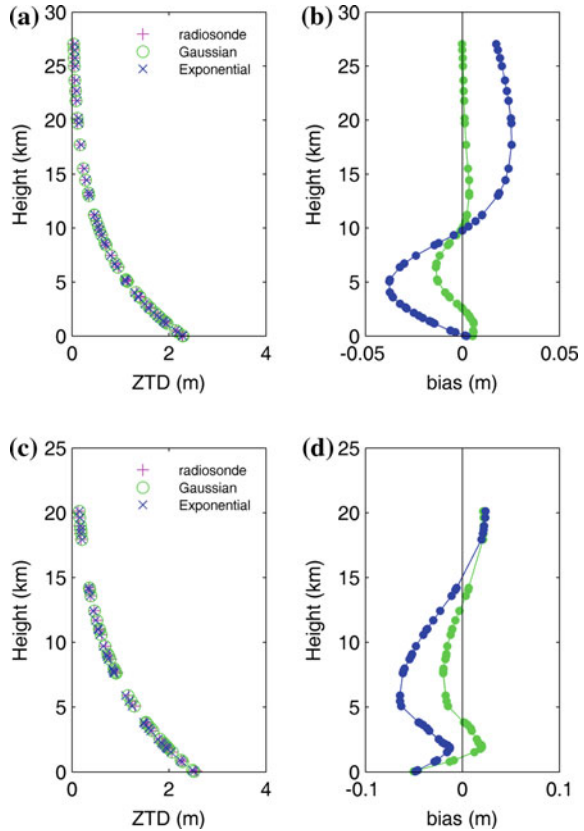 (a)
30
25
20
15
10
5
0
Height (km)
radiosonde
Gaussian
Exponential
0 2 4
ZTD (m)
(b)
30
25
20
15
10
5
0
Height (km)
-0.05 0 0.05
bias (m)
(c)
25
20
15
10
5
0
Height (km)
radiosonde
Gaussian
Exponential
0 2 4
ZTD (m)
(d)
25
20
15
10
5
0
Height (km)
-0.1 0 0.1
bias (m)